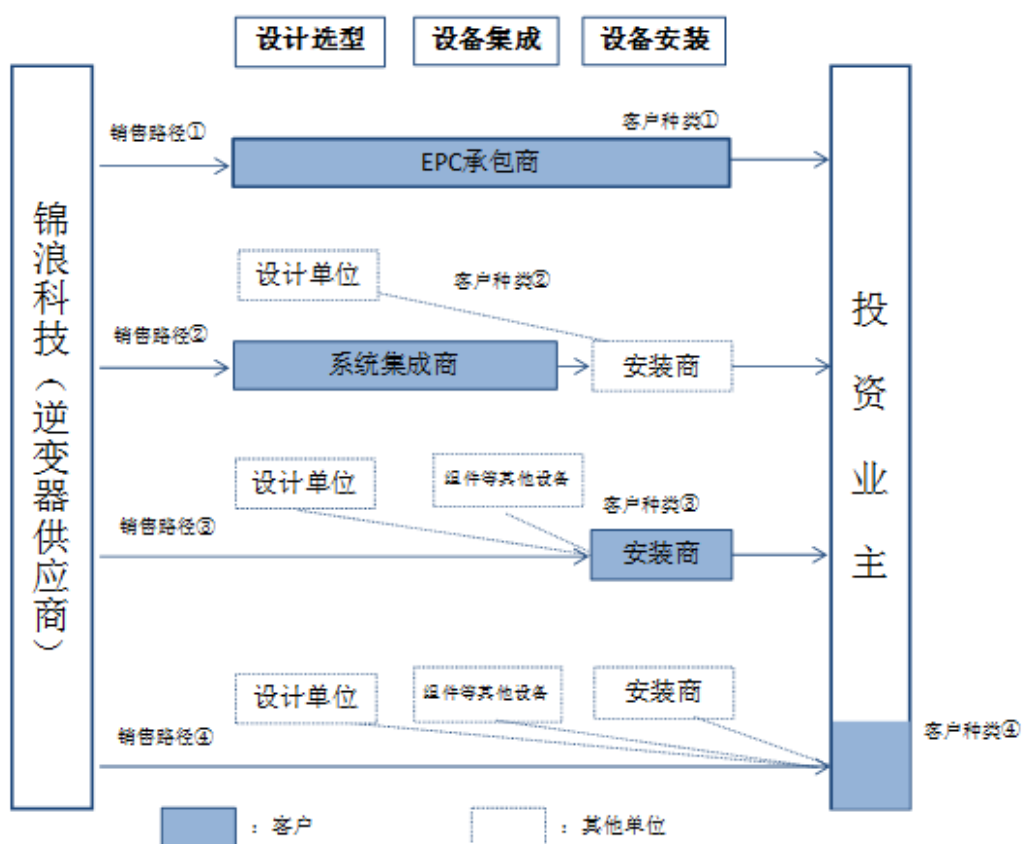 设计选型
设备集成
设备安装
锦浪科技（逆变器供应商）
投资业主
销售路径①
客户种类①
EPC承包商
设计单位
客户种类②
销售路径②
系统集成商
安装商
设计单位
组件等其他设备
客户种类③
销售路径③
安装商
设计单位
组件等其他设备
安装商
销售路径④
客户种类④
：客户
：其他单位